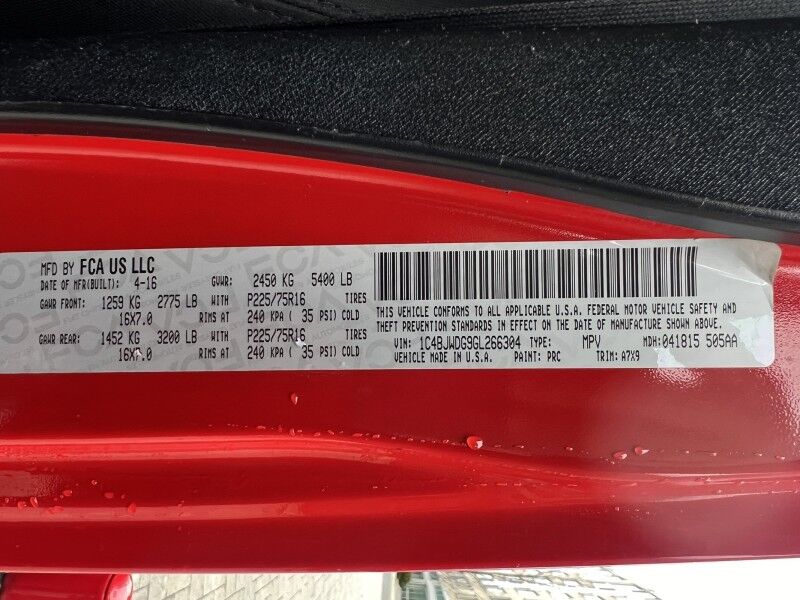 MFD BY FCA US LLC
DATE OF MFR(BUILT): 4-16 GVWR: 2450 KG 5400 LB
GAWR FRONT: 1259 KG 2775 LB WITH P225/75R16 TIRES
16X7.0 RIMS AT 240 KPA ( 35 PSI) COLD
GAWR REAR: 1452 KG 3200 LB WITH P225/75R16 TIRES
16X7.0 RIMS AT 240 KPA ( 35 PSI) COLD
THIS VEHICLE CONFORMS TO ALL APPLICABLE U.S.A. FEDERAL MOTOR VEHICLE SAFETY AND
THEFT PREVENTION STANDARDS IN EFFECT ON THE DATE OF MANUFACTURE SHOWN ABOVE.
VIN: 1C4BJWDG9GL266304 TYPE: MPV MDH: 041815 505AA
VEHICLE MADE IN U.S.A. PAINT: PRC TRIM: A7X9